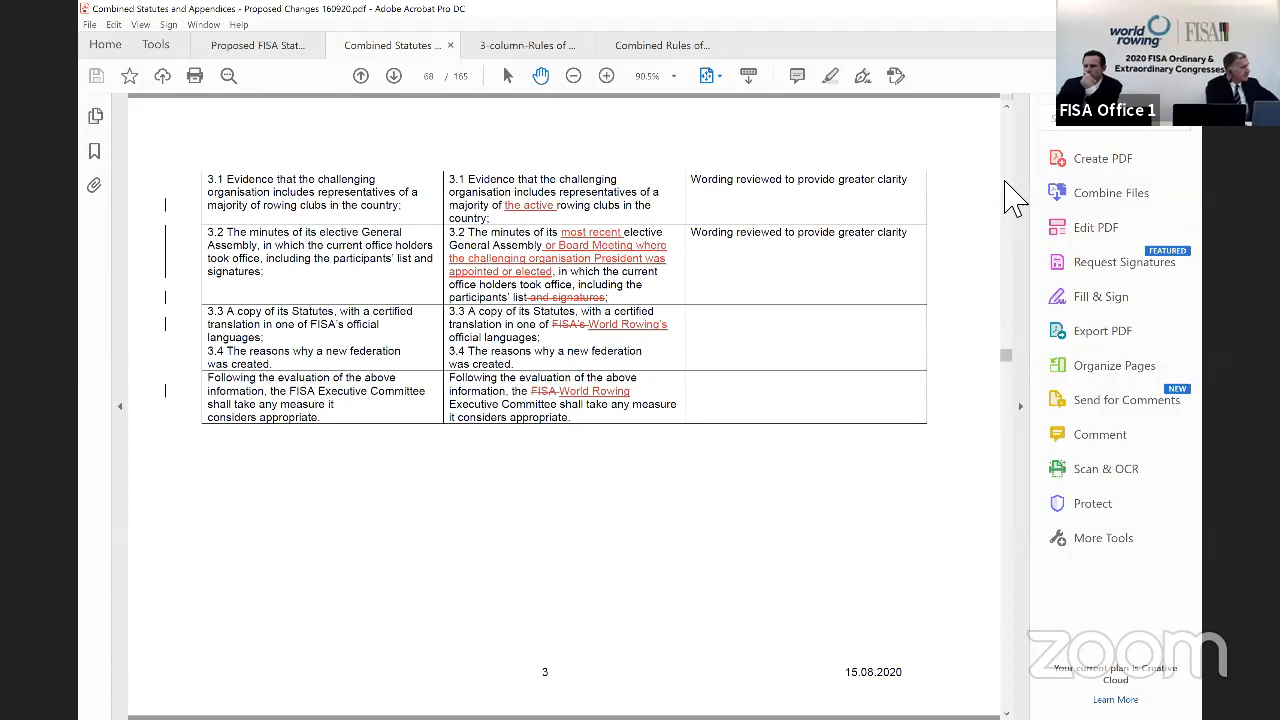 Combined Statutes and Appendices - Proposed Changes 160920.pdf - Adobe Acrobat Pro DC
File Edit View Sign Window Help
Home Tools Proposed FISA Stat... Combined Statutes ... × 3-column-Rules of ... Combined Rules of...
68 / 165 90.5%
world rowing FISA
2020 FISA Ordinary &
Extraordinary Congresses
FISA Office 1
3.1 Evidence that the challenging
organisation includes representatives of a
majority of rowing clubs in the country;
3.1 Evidence that the challenging
organisation includes representatives of a
majority of the active rowing clubs in the
country;
Wording reviewed to provide greater clarity
3.2 The minutes of its elective General
Assembly, in which the current office holders
took office, including the participants' list and
signatures;
3.2 The minutes of its most recent elective
General Assembly or Board Meeting where
the challenging organisation President was
appointed or elected, in which the current
office holders took office, including the
participants' list and signatures;
Wording reviewed to provide greater clarity
3.3 A copy of its Statutes, with a certified
translation in one of FISA's official
languages;
3.4 The reasons why a new federation
was created.
3.3 A copy of its Statutes, with a certified
translation in one of FISA's World Rowing's
official languages;
3.4 The reasons why a new federation
was created.
Following the evaluation of the above
information, the FISA Executive Committee
shall take any measure it
considers appropriate.
Following the evaluation of the above
information, the FISA World Rowing
Executive Committee shall take any measure
it considers appropriate.
3 15.08.2020
Create PDF
Combine Files
Edit PDF
FEATURED
Request Signatures
Fill & Sign
Export PDF
Organize Pages
NEW
Send for Comments
Comment
Scan & OCR
Protect
More Tools
zoom
Your current plan is Creative
Cloud
Learn More